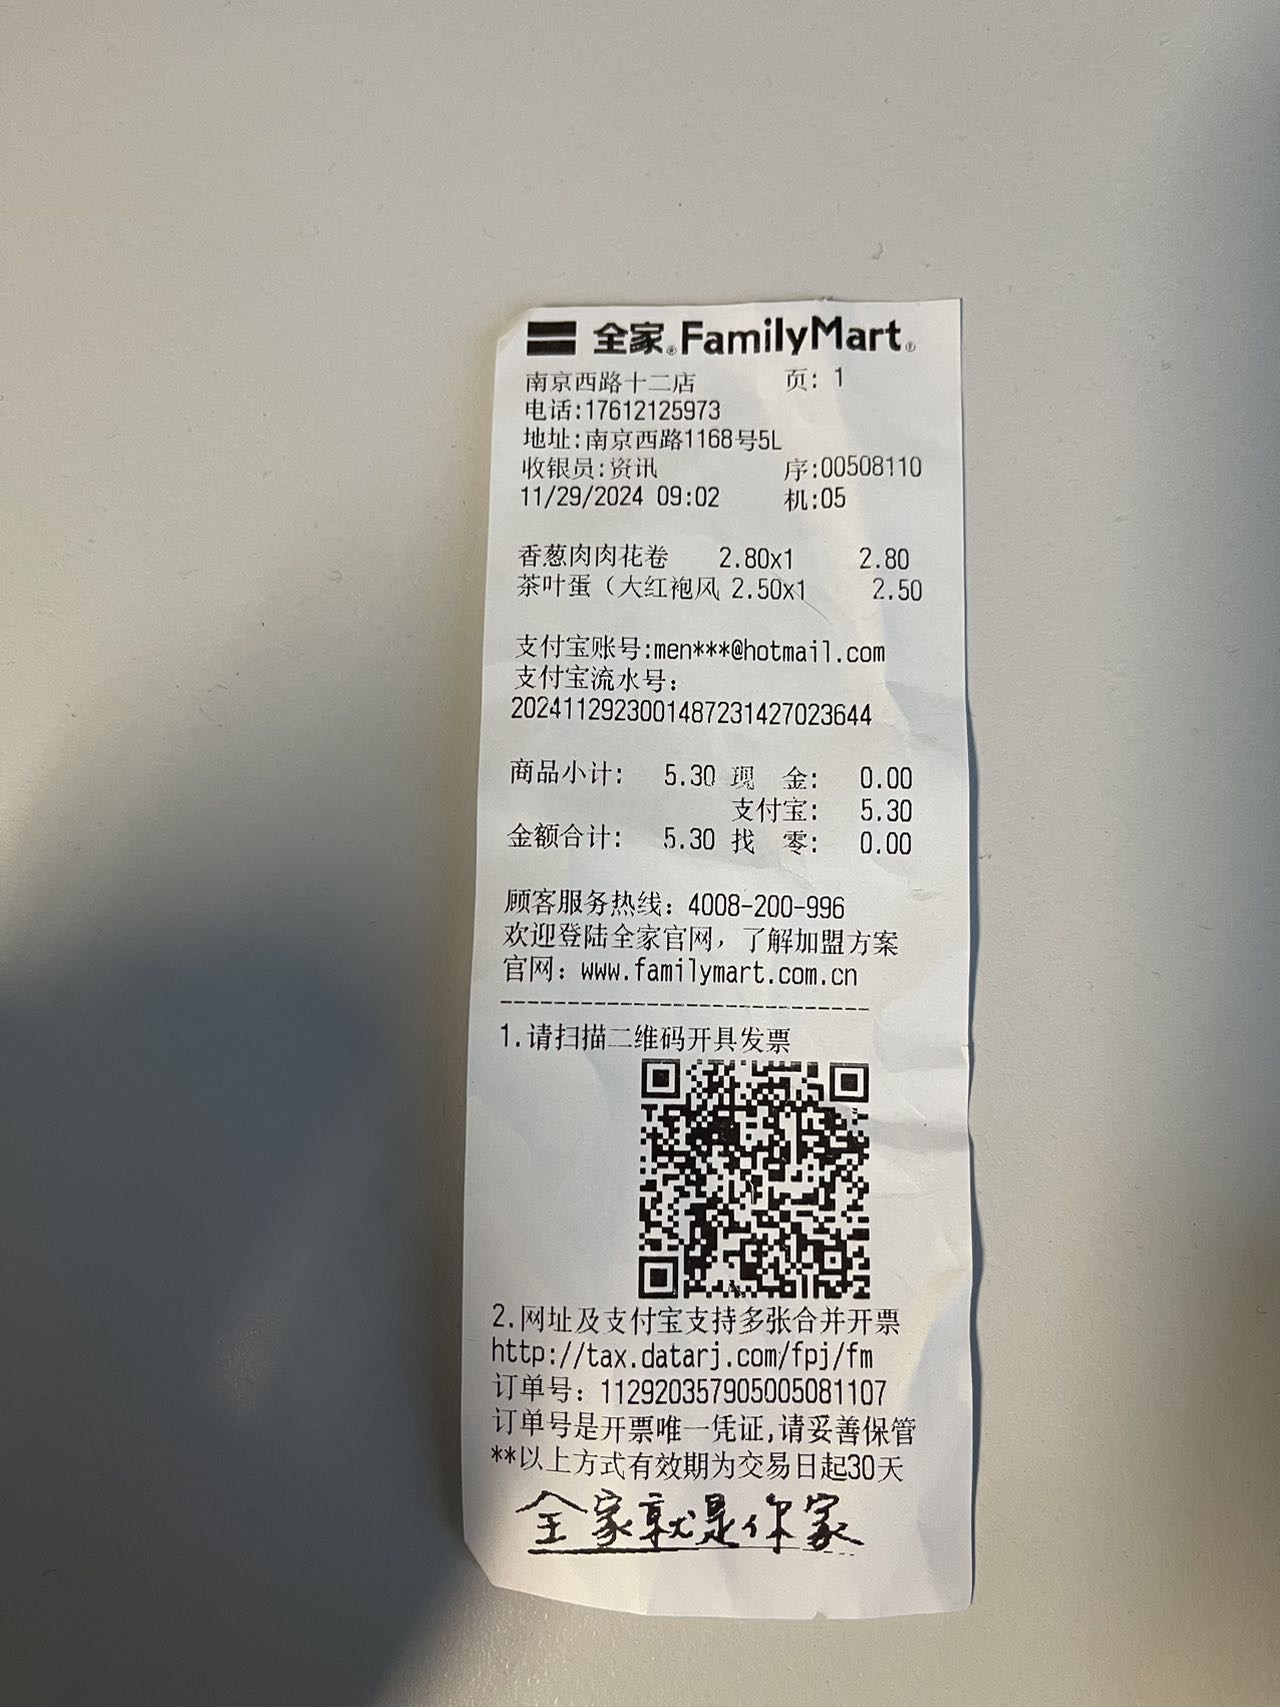 全家® FamilyMart®
南京西路十二店 页: 1
电话:17612125973
地址:南京西路1168号5L
收银员:资讯 序:00508110
11/29/2024 09:02 机:05
香葱肉肉花卷 2.80x1 2.80
茶叶蛋（大红袍风 2.50x1 2.50
支付宝账号:men***@hotmail.com
支付宝流水号:
2024112923001487231427023644
商品小计: 5.30 现 金: 0.00
支付宝: 5.30
金额合计: 5.30 找 零: 0.00
顾客服务热线: 4008-200-996
欢迎登陆全家官网，了解加盟方案
官网: www.familymart.com.cn
1.请扫描二维码开具发票
2.网址及支付宝支持多张合并开票
http://tax.datarj.com/fpj/fm
订单号: 1129203579050050811​07
订单号是开票唯一凭证,请妥善保管
**以上方式有效期为交易日起30天
全家就是你家